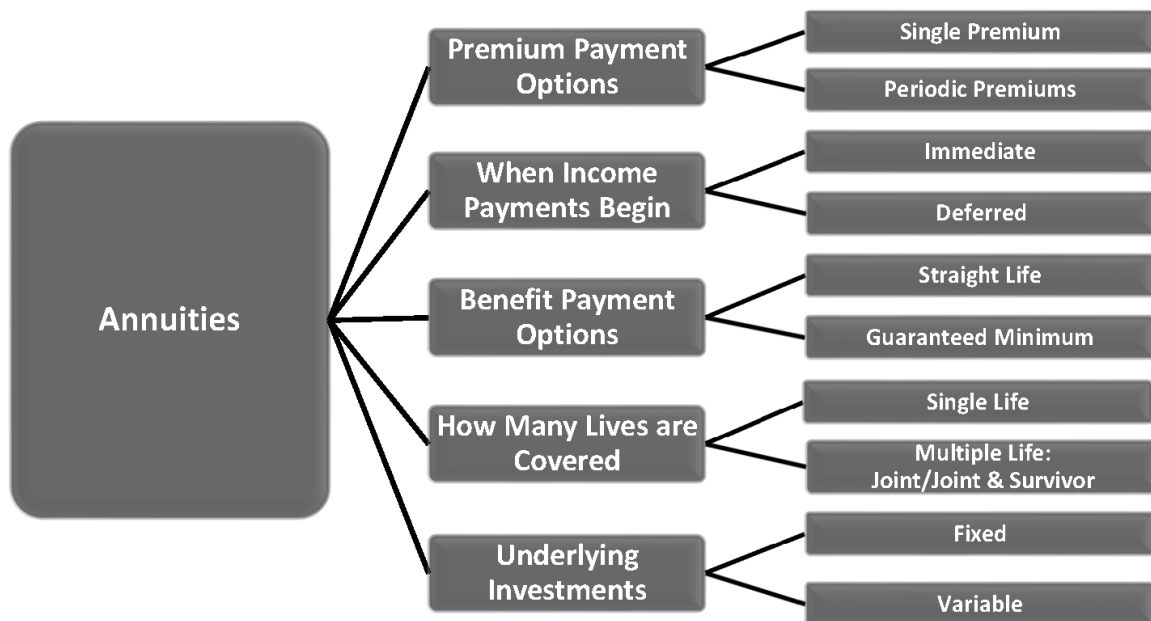 Annuities
Premium Payment
Options
Single Premium
Periodic Premiums
When Income
Payments Begin
Immediate
Deferred
Benefit Payment
Options
Straight Life
Guaranteed Minimum
How Many Lives are
Covered
Single Life
Multiple Life:
Joint/Joint & Survivor
Underlying
Investments
Fixed
Variable